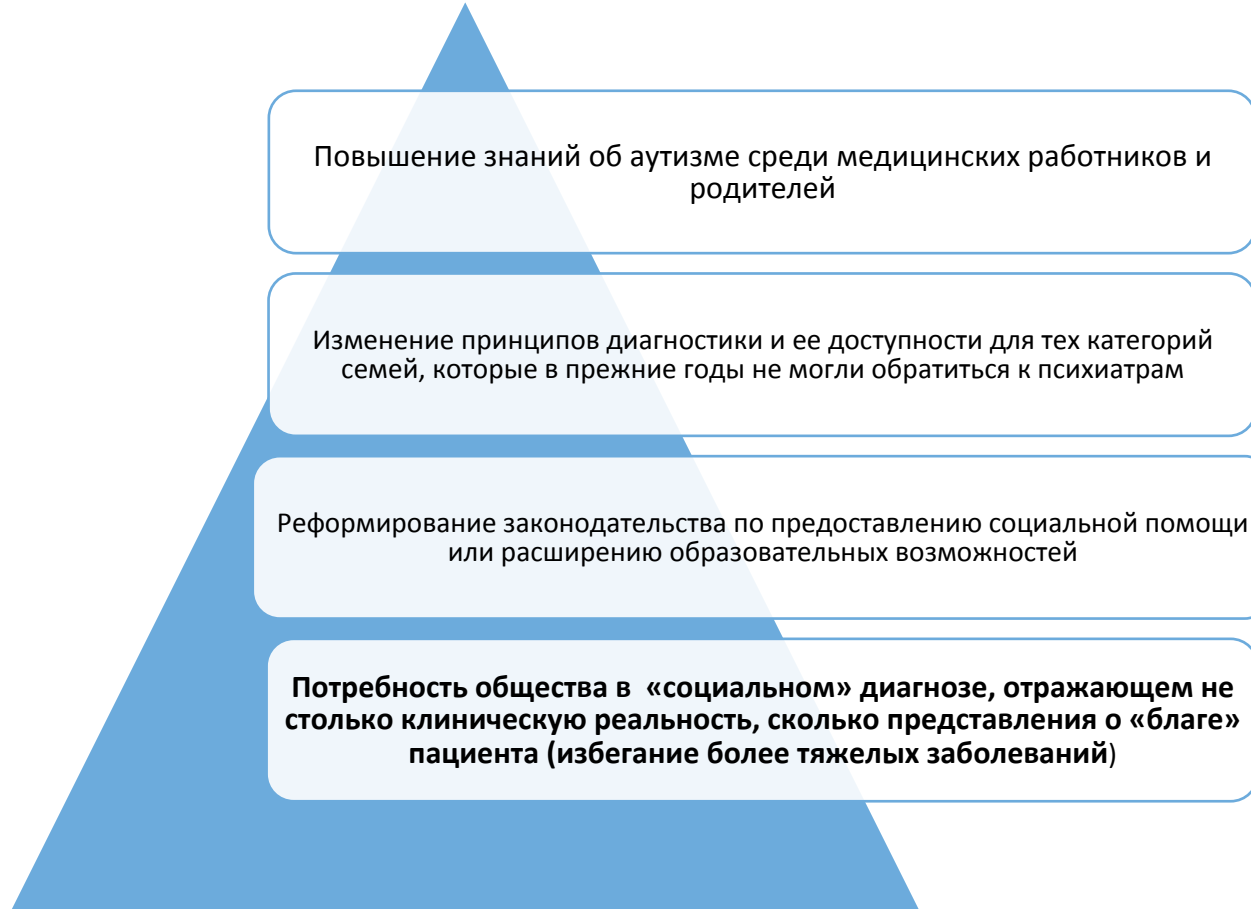 Повышение знаний об аутизме среди медицинских работников и
родителей
Изменение принципов диагностики и ее доступности для тех категорий
семей, которые в прежние годы не могли обратиться к психиатрам
Реформирование законодательства по предоставлению социальной помощи
или расширению образовательных возможностей
Потребность общества в «социальном» диагнозе, отражающем не
столько клиническую реальность, сколько представления о «благе»
пациента (избегание более тяжелых заболеваний)